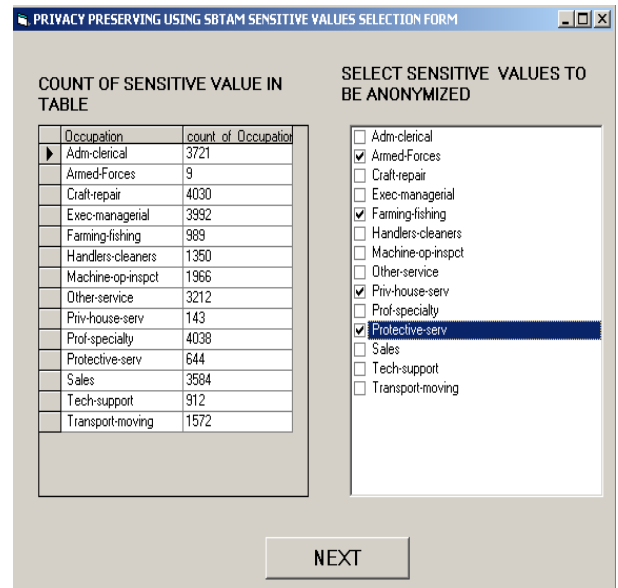 PRIVACY PRESERVING USING SBTAM SENSITIVE VALUES SELECTION FORM
COUNT OF SENSITIVE VALUE IN
TABLE
Occupation count_of_Occupation
Adm-clerical 3721
Armed-Forces 9
Craft-repair 4030
Exec-managerial 3992
Farming-fishing 989
Handlers-cleaners 1350
Machine-op-inspct 1966
Other-service 3212
Priv-house-serv 143
Prof-specialty 4038
Protective-serv 644
Sales 3584
Tech-support 912
Transport-moving 1572
SELECT SENSITIVE VALUES TO
BE ANONYMIZED
Adm-clerical
Armed-Forces
Craft-repair
Exec-managerial
Farming-fishing
Handlers-cleaners
Machine-op-inspct
Other-service
Priv-house-serv
Prof-specialty
Protective-serv
Sales
Tech-support
Transport-moving
NEXT